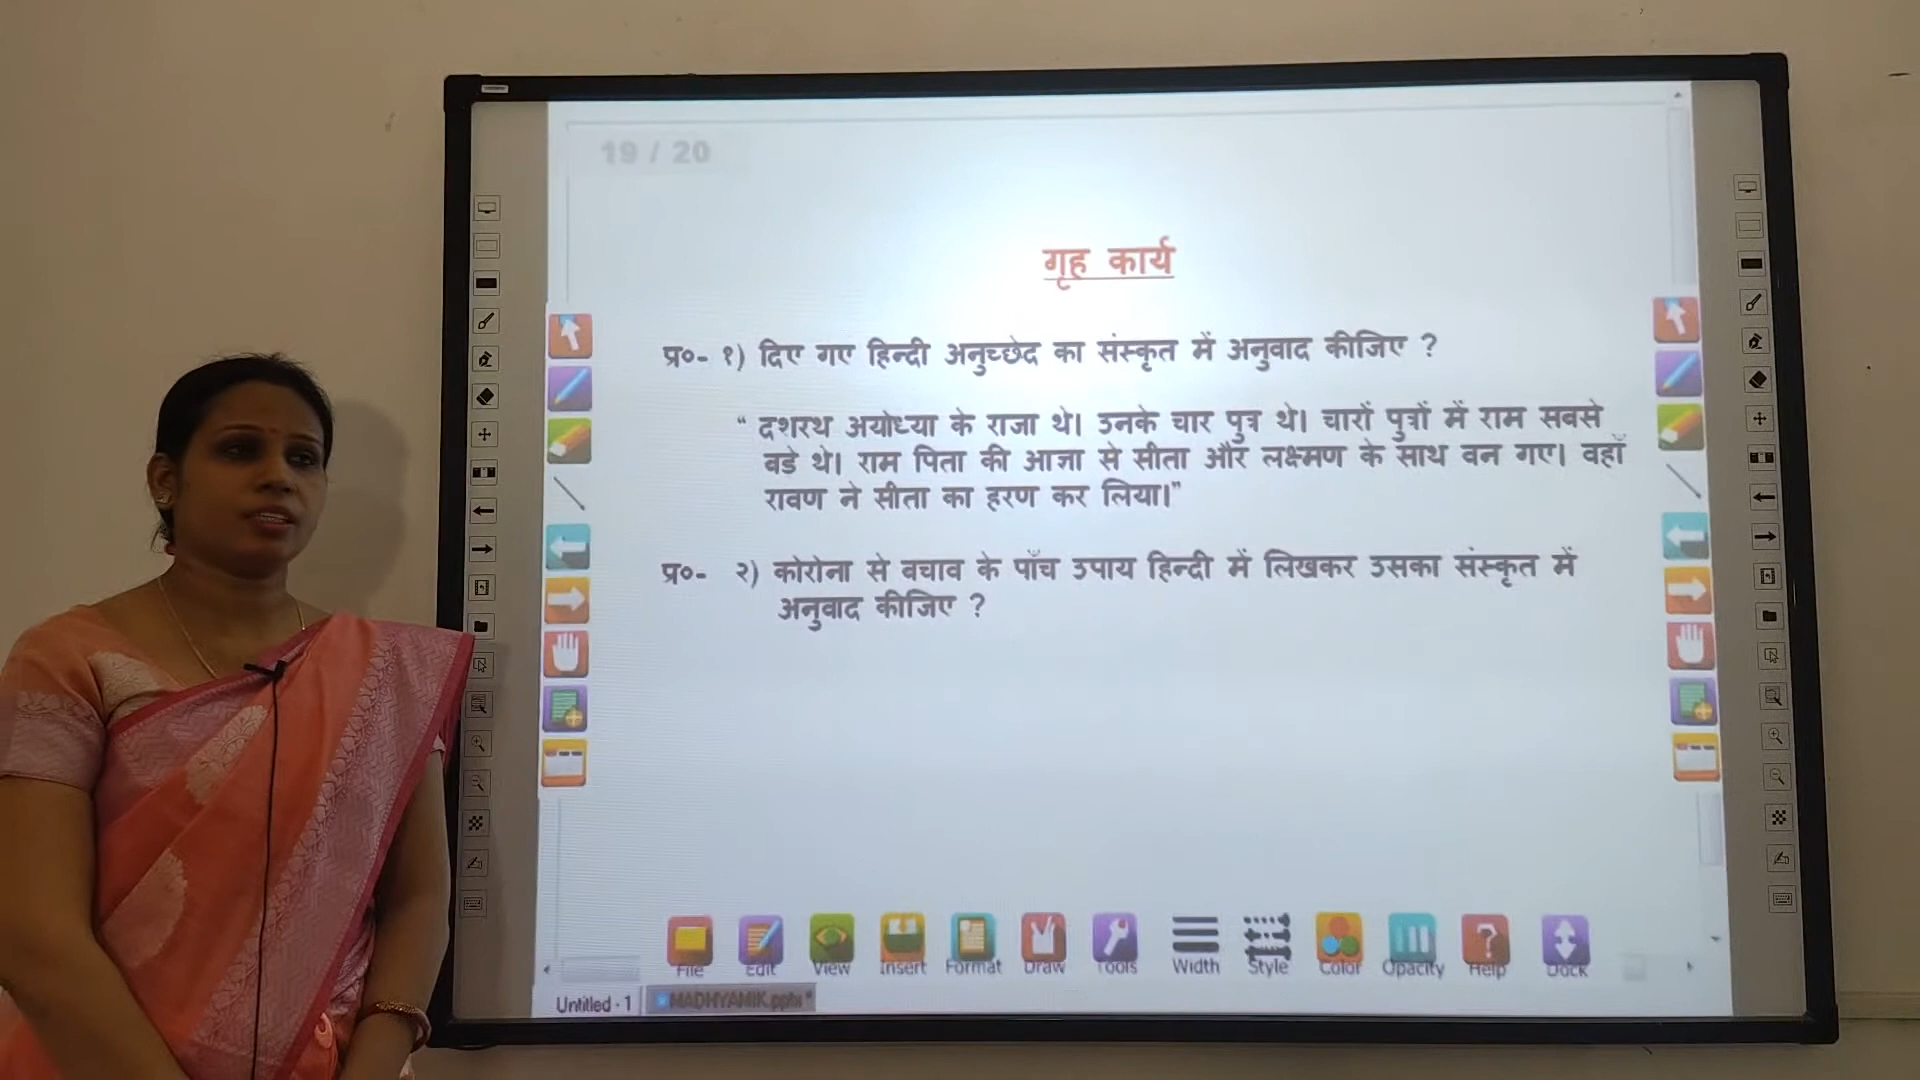 19 / 20
गृह कार्य
प्र०- १) दिए गए हिन्दी अनुच्छेद का संस्कृत में अनुवाद कीजिए ?
“ दशरथ अयोध्या के राजा थे। उनके चार पुत्र थे। चारों पुत्रों में राम सबसे
बडे थे। राम पिता की आज्ञा से सीता और लक्ष्मण के साथ वन गए। वहाँ
रावण ने सीता का हरण कर लिया।”
प्र०- २) कोरोना से बचाव के पाँच उपाय हिन्दी में लिखकर उसका संस्कृत में
अनुवाद कीजिए ?
File Edit View Insert Format Draw Tools Width Style Color Opacity Help Dock
Untitled - 1 MADHYAMIK.pptx*